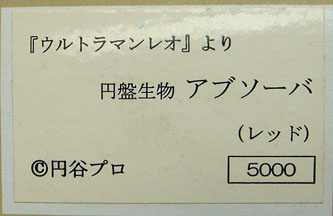 『ウルトラマンレオ』より
円盤生物 アブソーバ
(レッド)
©円谷プロ 5000